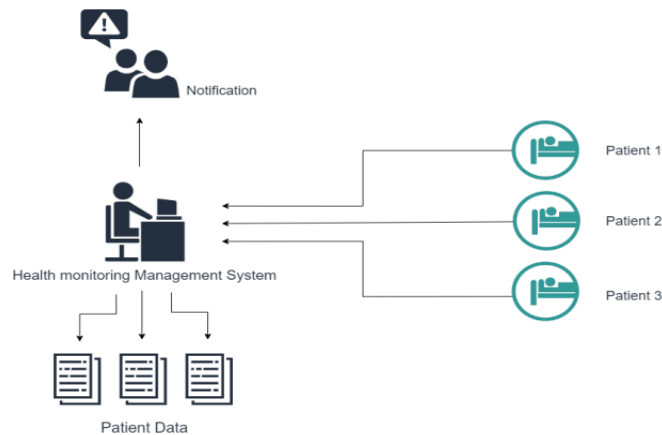 Notification
Patient 1
Patient 2
Health monitoring Management System
Patient 3
Patient Data